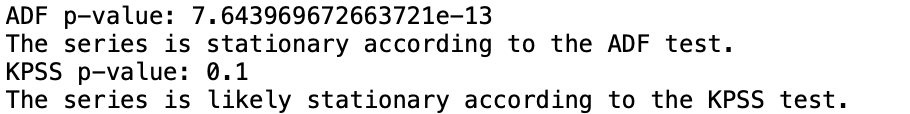 ADF p-value: 7.643969672663721e-13
The series is stationary according to the ADF test.
KPSS p-value: 0.1
The series is likely stationary according to the KPSS test.